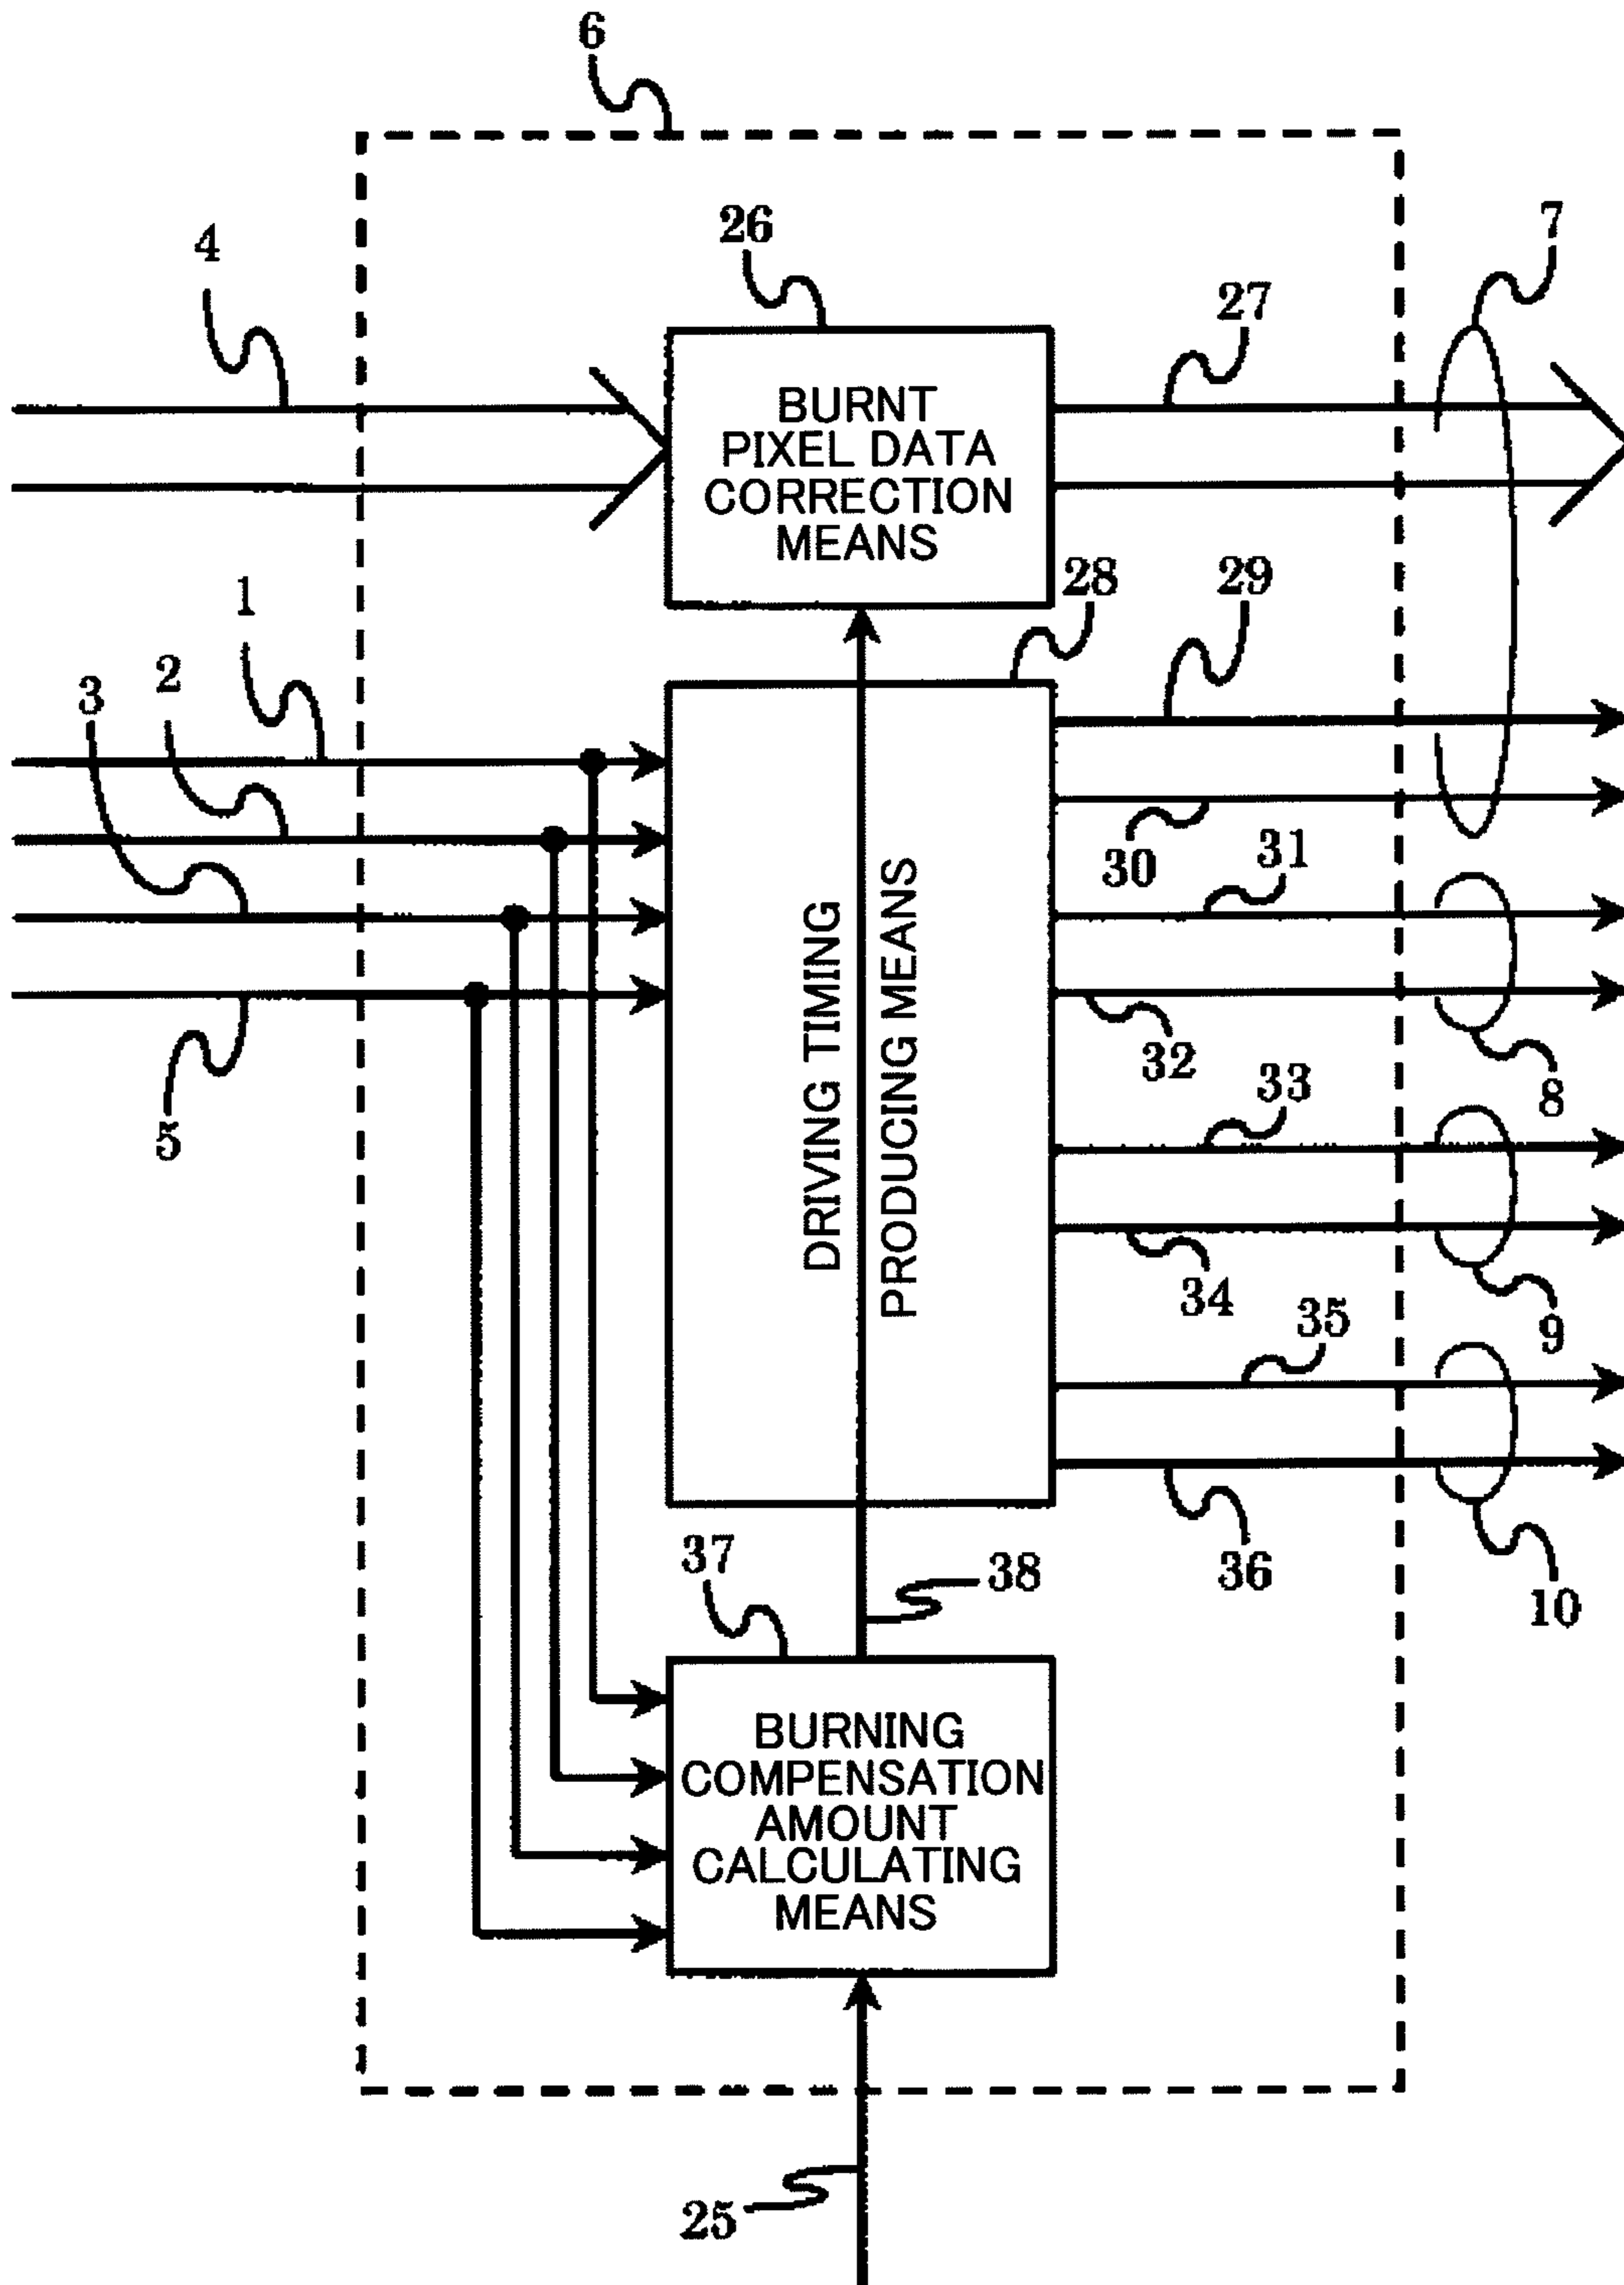 6
4
26
27
7
BURNT
PIXEL DATA
CORRECTION
MEANS
1
2
3
5
28
29
30
31
32
33
34
35
36
8
9
10
DRIVING TIMING
PRODUCING MEANS
37
38
BURNING
COMPENSATION
AMOUNT
CALCULATING
MEANS
25